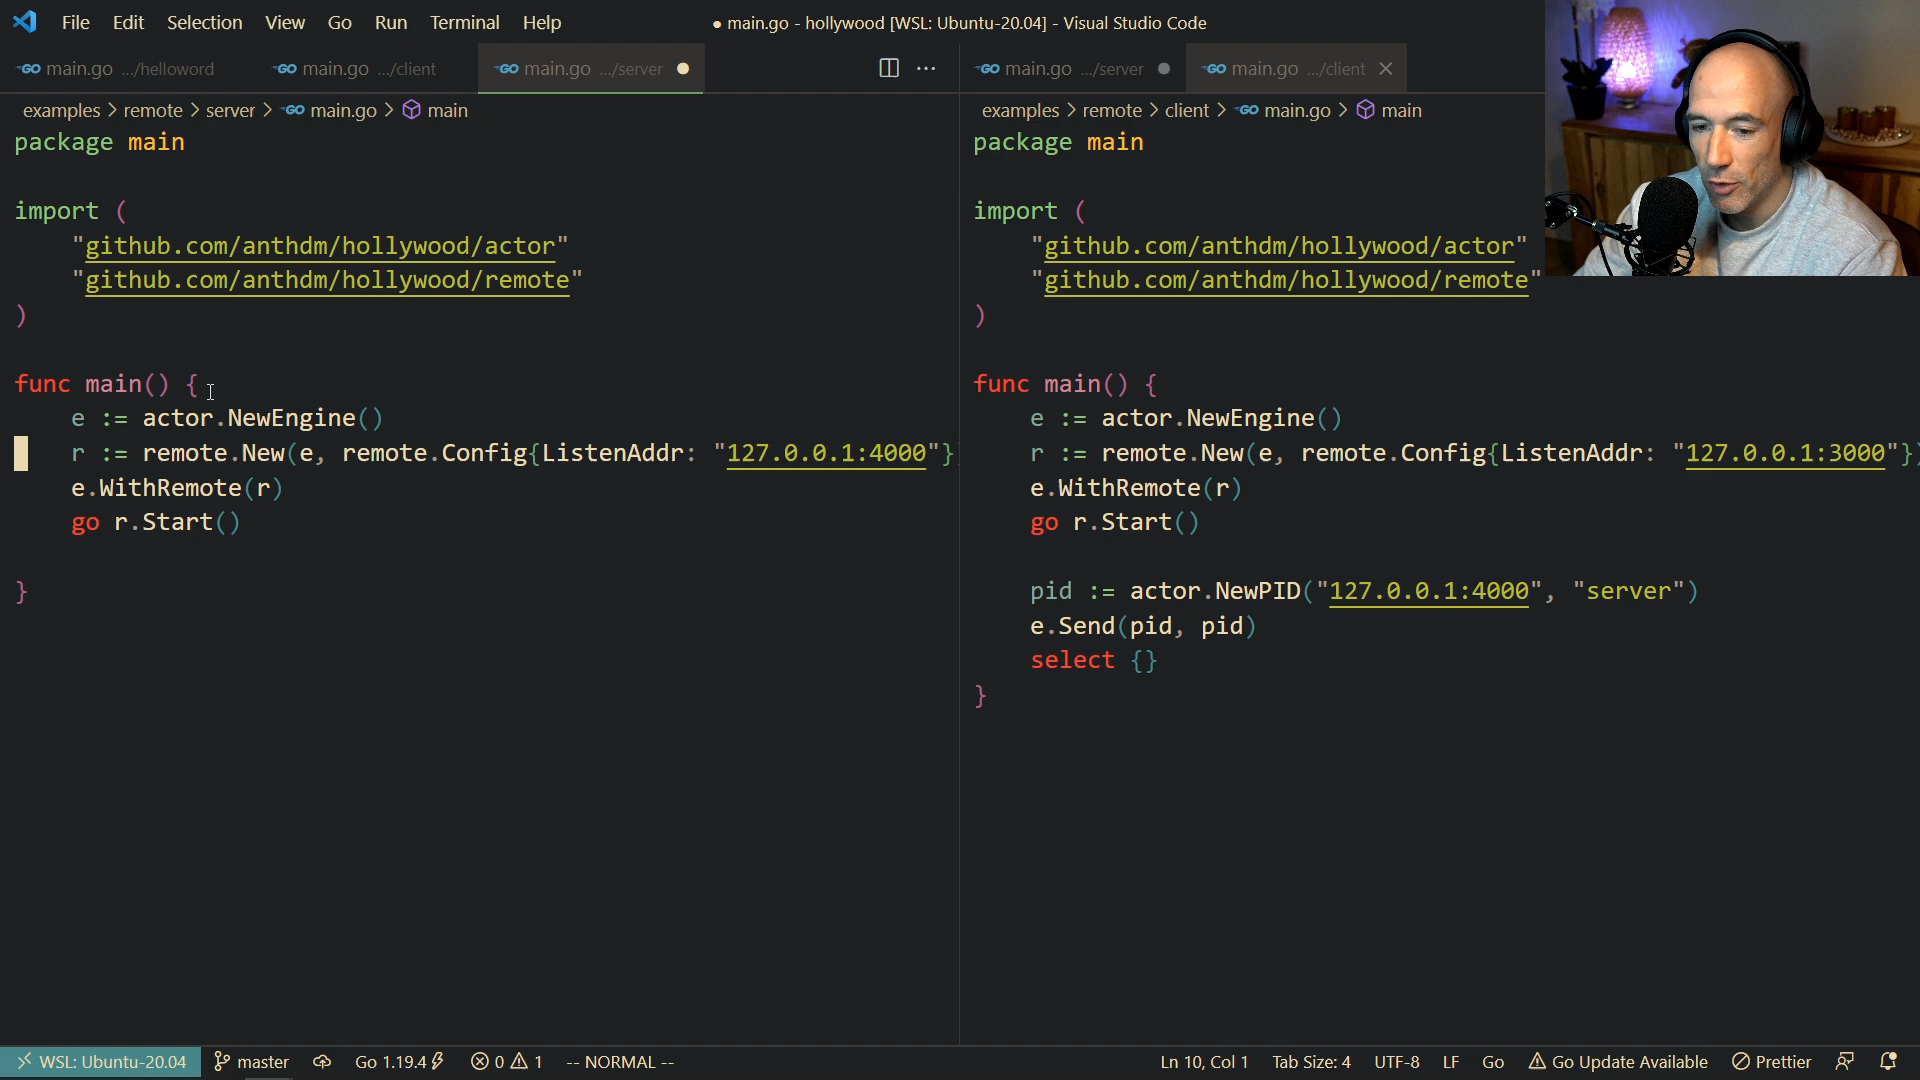 File Edit Selection View Go Run Terminal Help
● main.go - hollywood [WSL: Ubuntu-20.04] - Visual Studio Code
main.go .../helloword main.go .../client main.go .../server
main.go .../server main.go .../client
examples > remote > server > main.go > main
package main
import (
"github.com/anthdm/hollywood/actor"
"github.com/anthdm/hollywood/remote"
)
func main() {
e := actor.NewEngine()
r := remote.New(e, remote.Config{ListenAddr: "127.0.0.1:4000"})
e.WithRemote(r)
go r.Start()
}
examples > remote > client > main.go > main
package main
import (
"github.com/anthdm/hollywood/actor"
"github.com/anthdm/hollywood/remote"
)
func main() {
e := actor.NewEngine()
r := remote.New(e, remote.Config{ListenAddr: "127.0.0.1:3000"})
e.WithRemote(r)
go r.Start()
pid := actor.NewPID("127.0.0.1:4000", "server")
e.Send(pid, pid)
select {}
}
WSL: Ubuntu-20.04 master Go 1.19.4 0 1 -- NORMAL -- Ln 10, Col 1 Tab Size: 4 UTF-8 LF Go Go Update Available Prettier